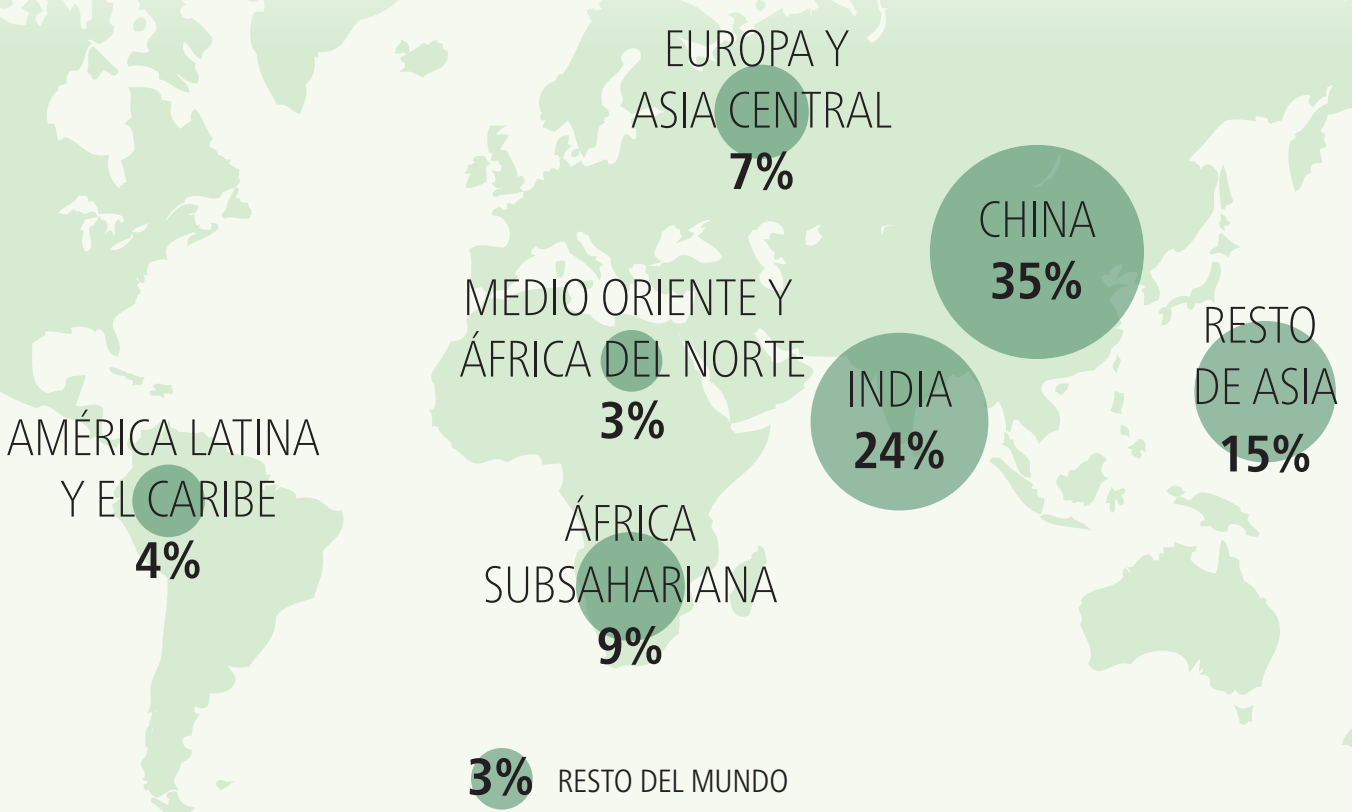 EUROPA Y
ASIA CENTRAL
7%
CHINA
35%
MEDIO ORIENTE Y
ÁFRICA DEL NORTE
3%
RESTO
DE ASIA
15%
INDIA
24%
AMÉRICA LATINA
Y EL CARIBE
4%
ÁFRICA
SUBSAHARIANA
9%
3% RESTO DEL MUNDO